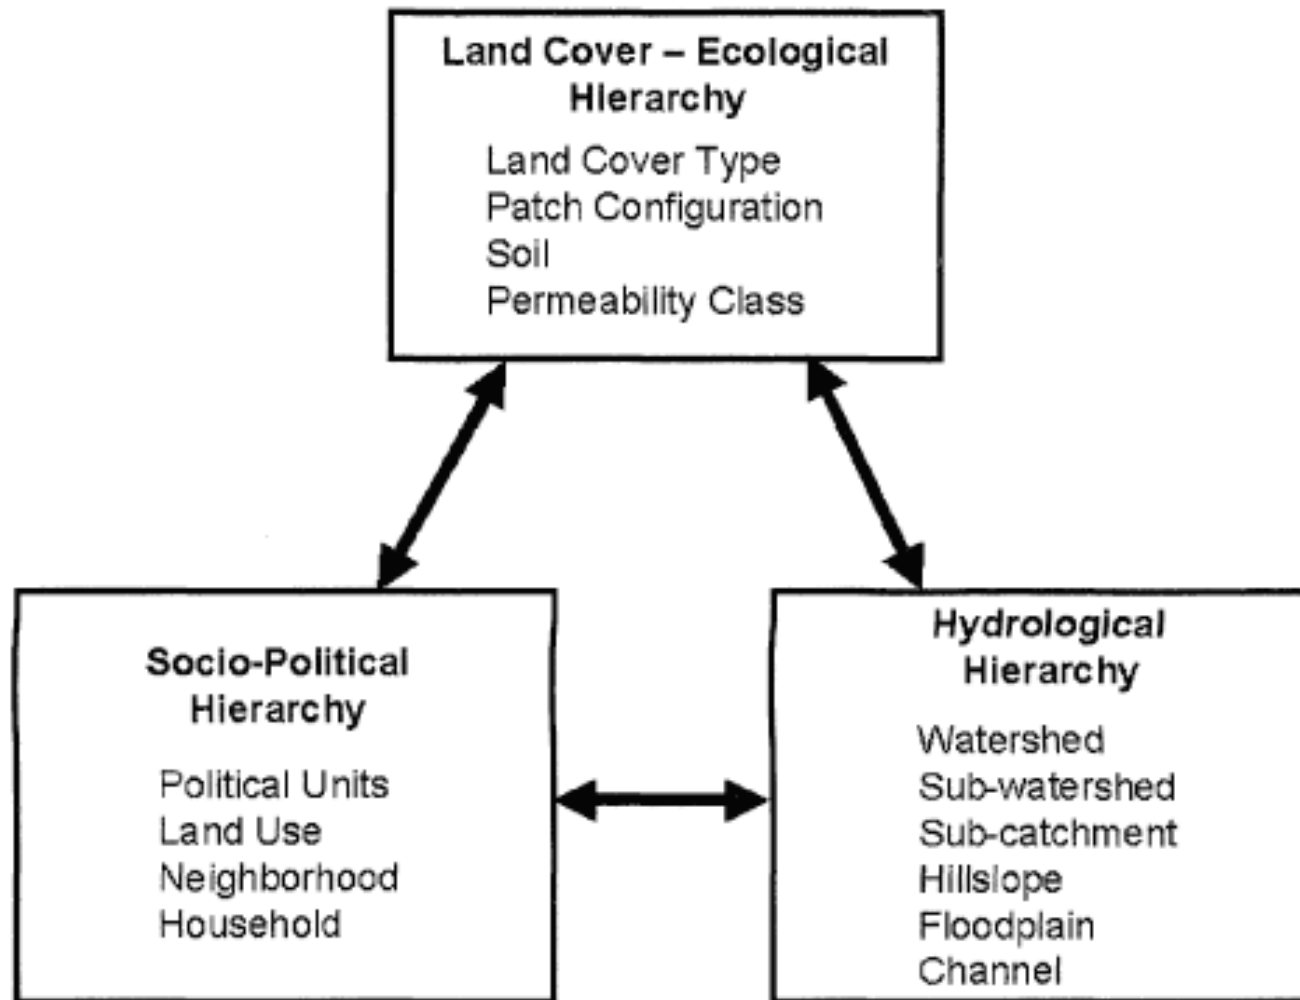 Land Cover – Ecological
Hierarchy
Land Cover Type
Patch Configuration
Soil
Permeability Class
Socio-Political
Hierarchy
Political Units
Land Use
Neighborhood
Household
Hydrological
Hierarchy
Watershed
Sub-watershed
Sub-catchment
Hillslope
Floodplain
Channel